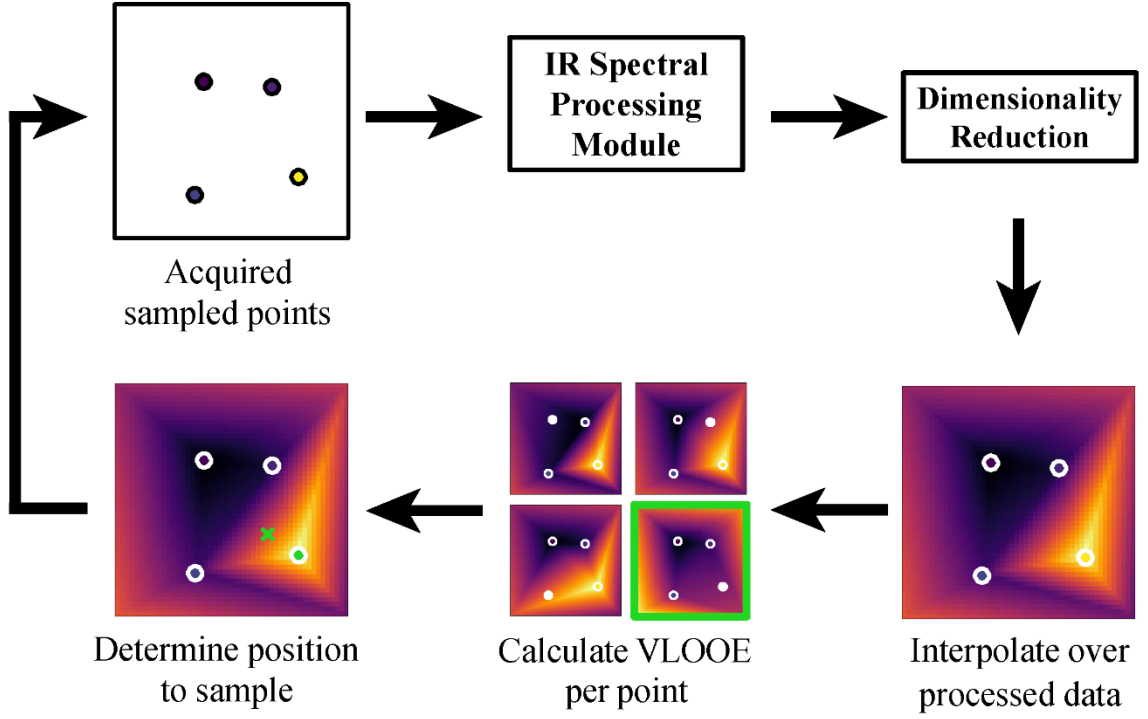 IR Spectral
Processing
Module
Dimensionality
Reduction
Acquired
sampled points
Determine position
to sample
Calculate VLOOE
per point
Interpolate over
processed data